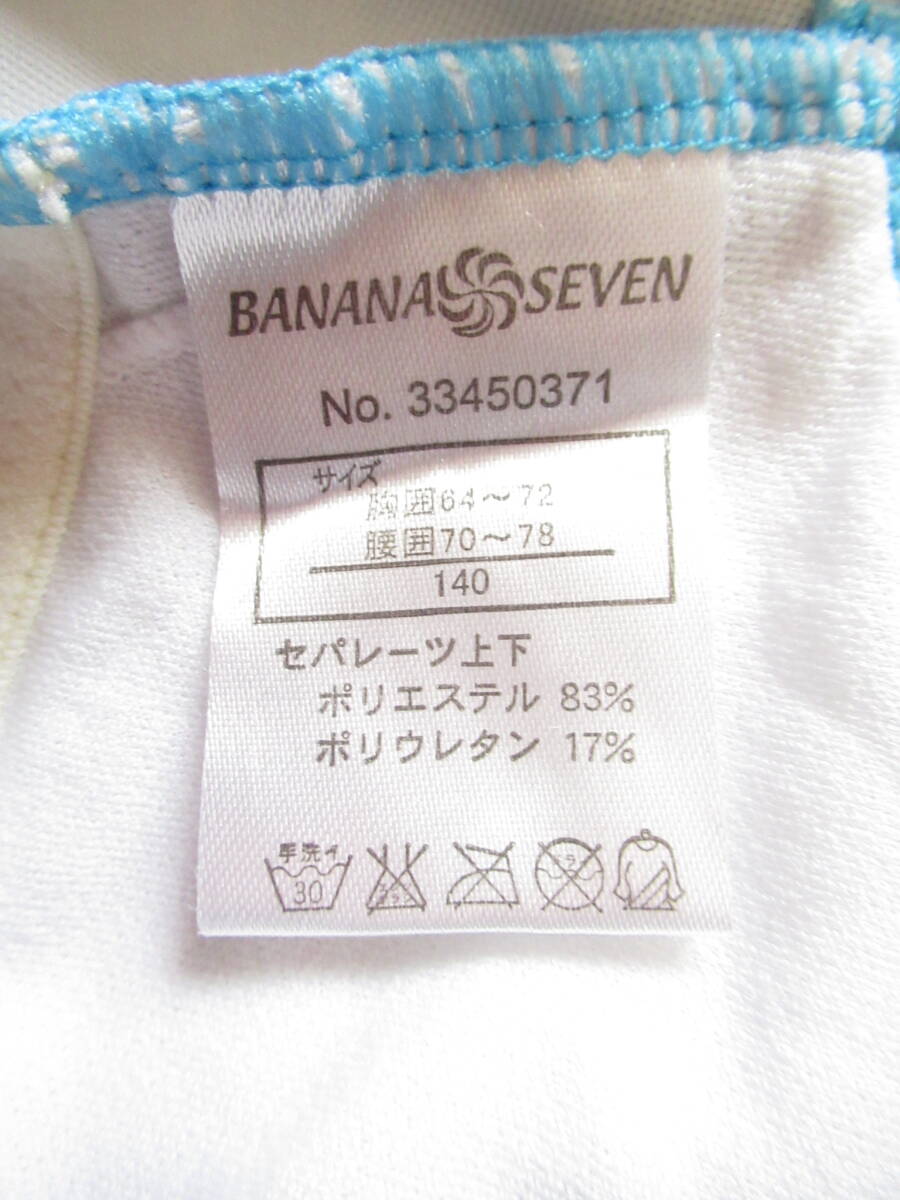 BANANA SEVEN
No. 33450371
サイズ
胸囲64～72
腰囲70～78
140
セパレーツ上下
ポリエステル 83%
ポリウレタン 17%
手洗イ
30